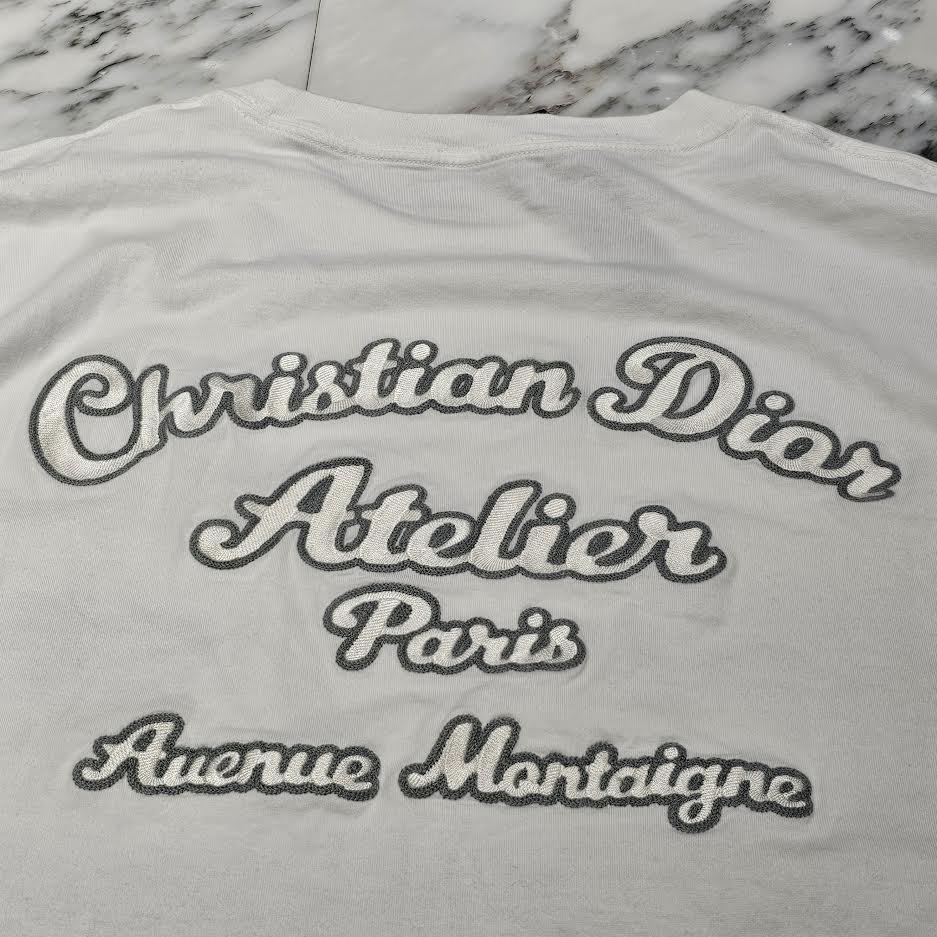 Christian Dior
Atelier
Paris
Avenue Montaigne